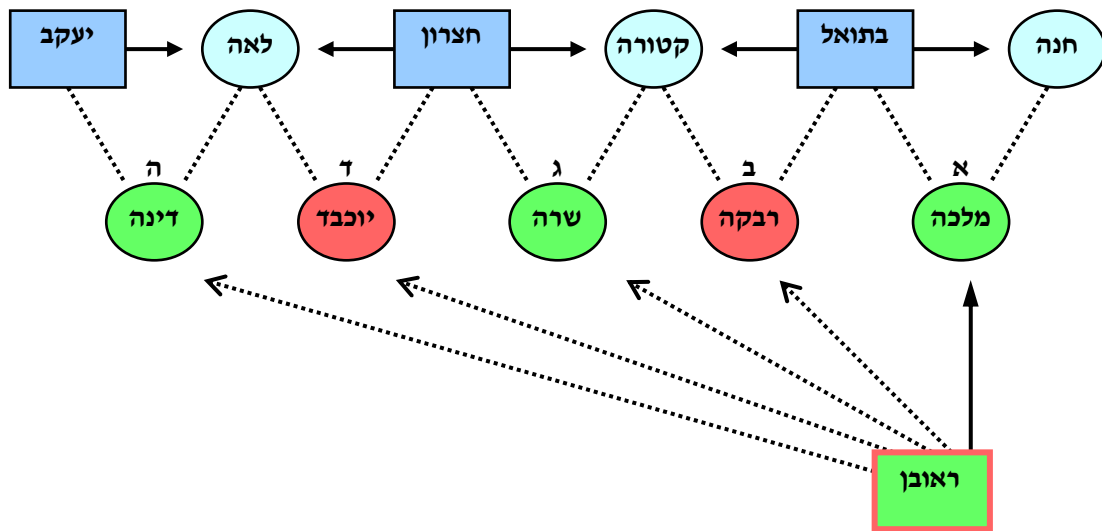 חנה
בתואל
קטורה
חצרון
לאה
יעקב
א
ב
ג
ד
ה
מלכה
רבקה
שרה
יוכבד
דינה
ראובן